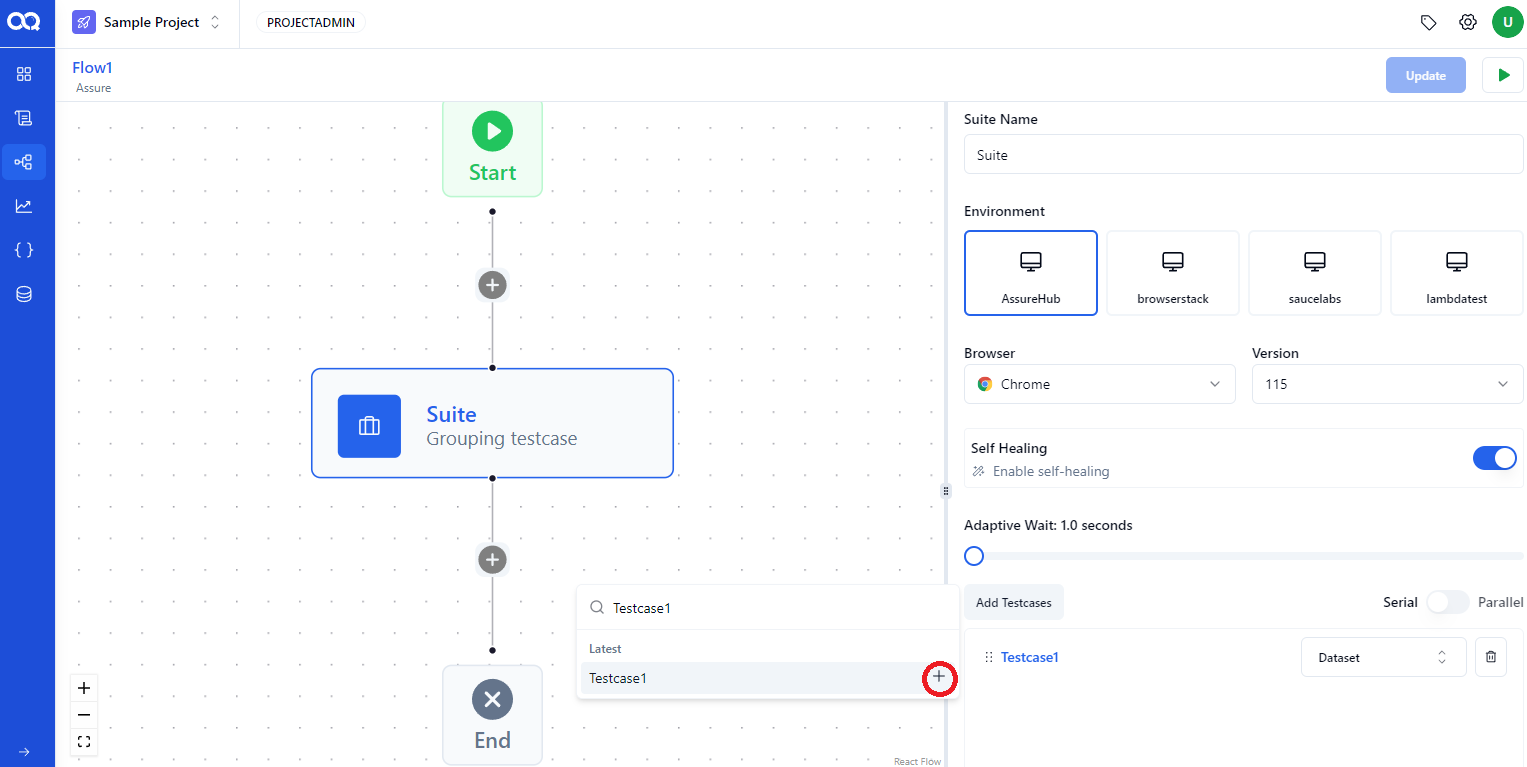 Sample Project
PROJECTADMIN
U
Flow1
Assure
Update
Start
Suite
Grouping testcase
End
React Flow
Testcase1
Latest
Testcase1
Suite Name
Suite
Environment
AssureHub
browserstack
saucelabs
lambdatest
Browser
Version
Chrome
115
Self Healing
Enable self-healing
Adaptive Wait: 1.0 seconds
Add Testcases
Serial
Parallel
Testcase1
Dataset